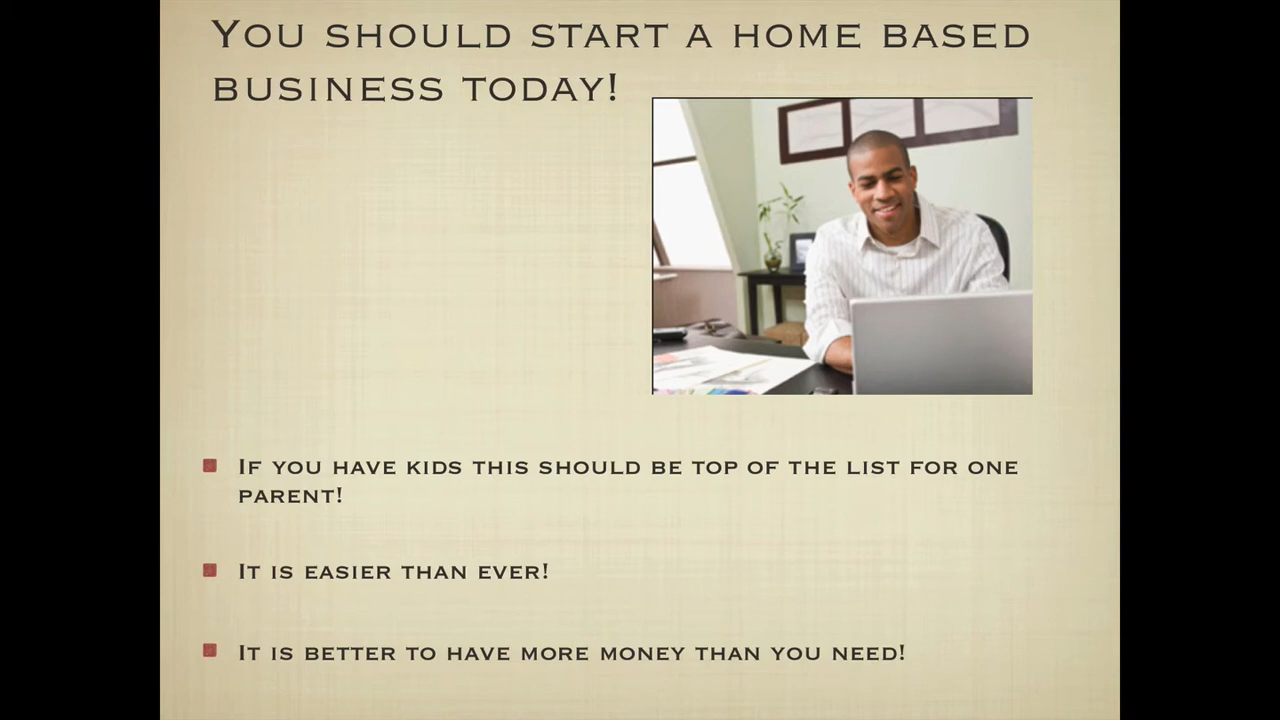 You should start a home based
business today!
If you have kids this should be top of the list for one
parent!
It is easier than ever!
It is better to have more money than you need!